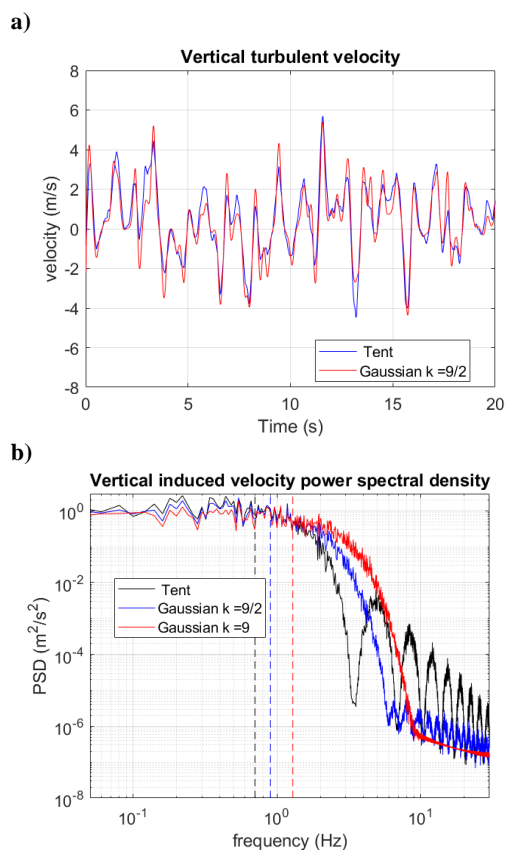 a)
Vertical turbulent velocity
8
6
4
2
0
-2
-4
-6
-8
velocity (m/s)
Tent
Gaussian k =9/2
0 5 10 15 20
Time (s)
b)
Vertical induced velocity power spectral density
10^0
10^-2
10^-4
10^-6
10^-8
PSD (m^2/s^2)
Tent
Gaussian k =9/2
Gaussian k =9
10^-1 10^0 10^1
frequency (Hz)